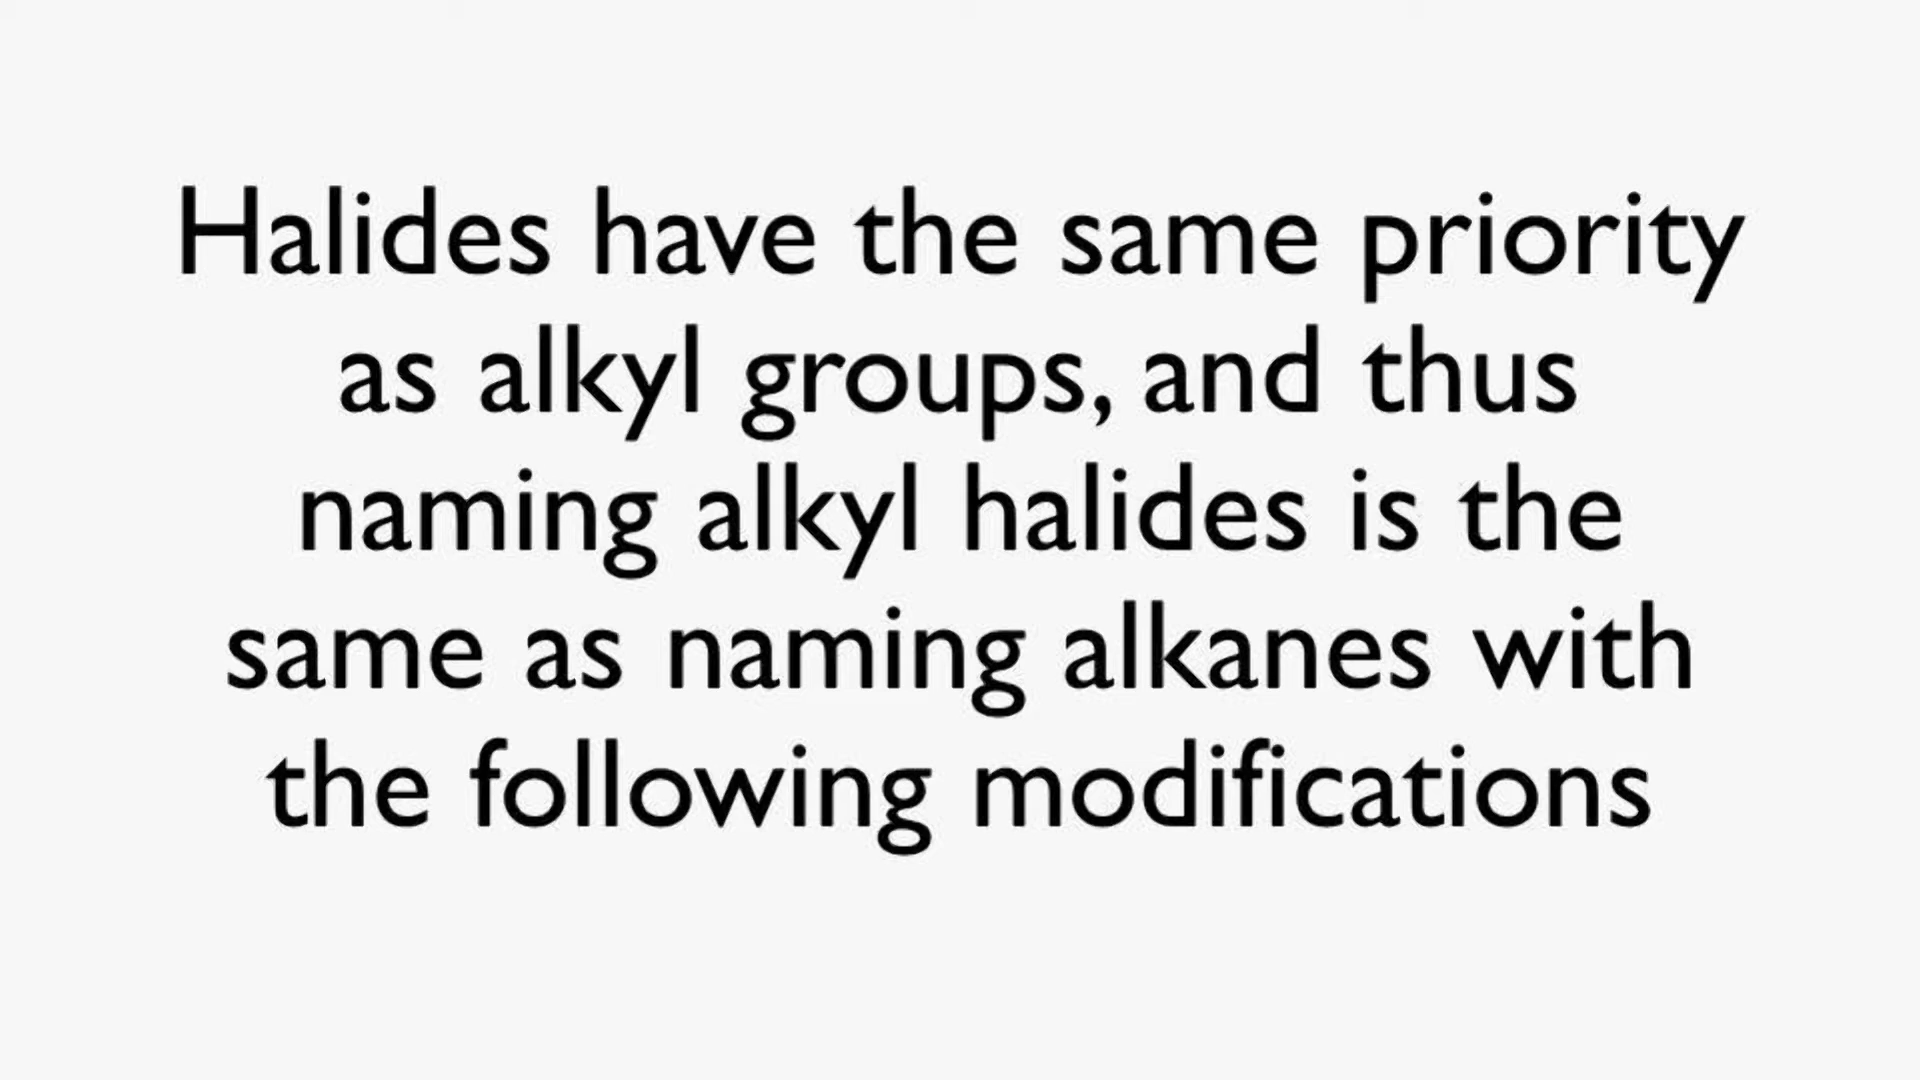 Halides have the same priority
as alkyl groups, and thus
naming alkyl halides is the
same as naming alkanes with
the following modifications